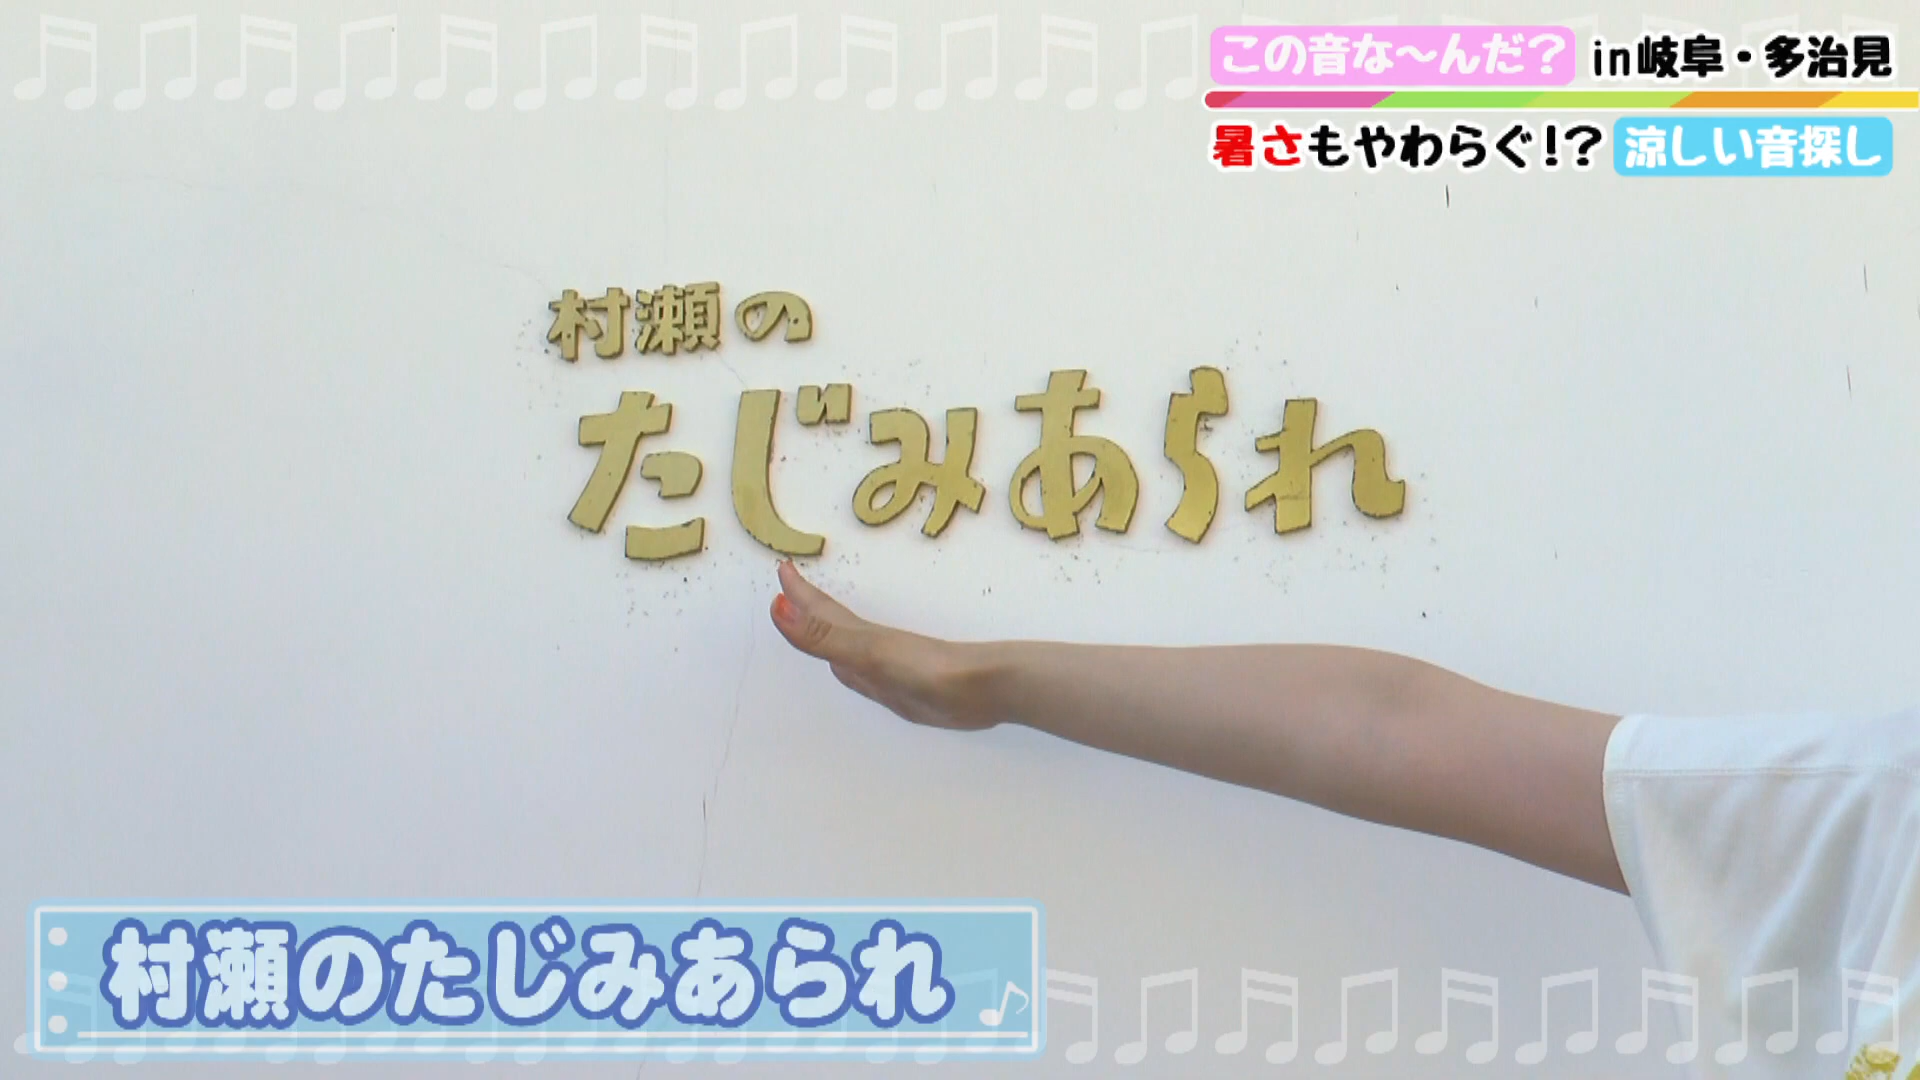 この音な〜んだ？ in岐阜・多治見
暑さもやわらぐ!? 涼しい音探し
村瀬の
たじみあられ
村瀬のたじみあられ